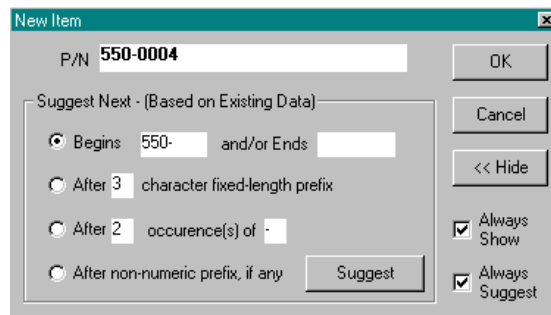 New Item
P/N 550-0004
OK
Suggest Next - (Based on Existing Data)
Cancel
Begins 550- and/or Ends
<< Hide
After 3 character fixed-length prefix
After 2 occurence(s) of -
Always
Show
After non-numeric prefix, if any Suggest
Always
Suggest